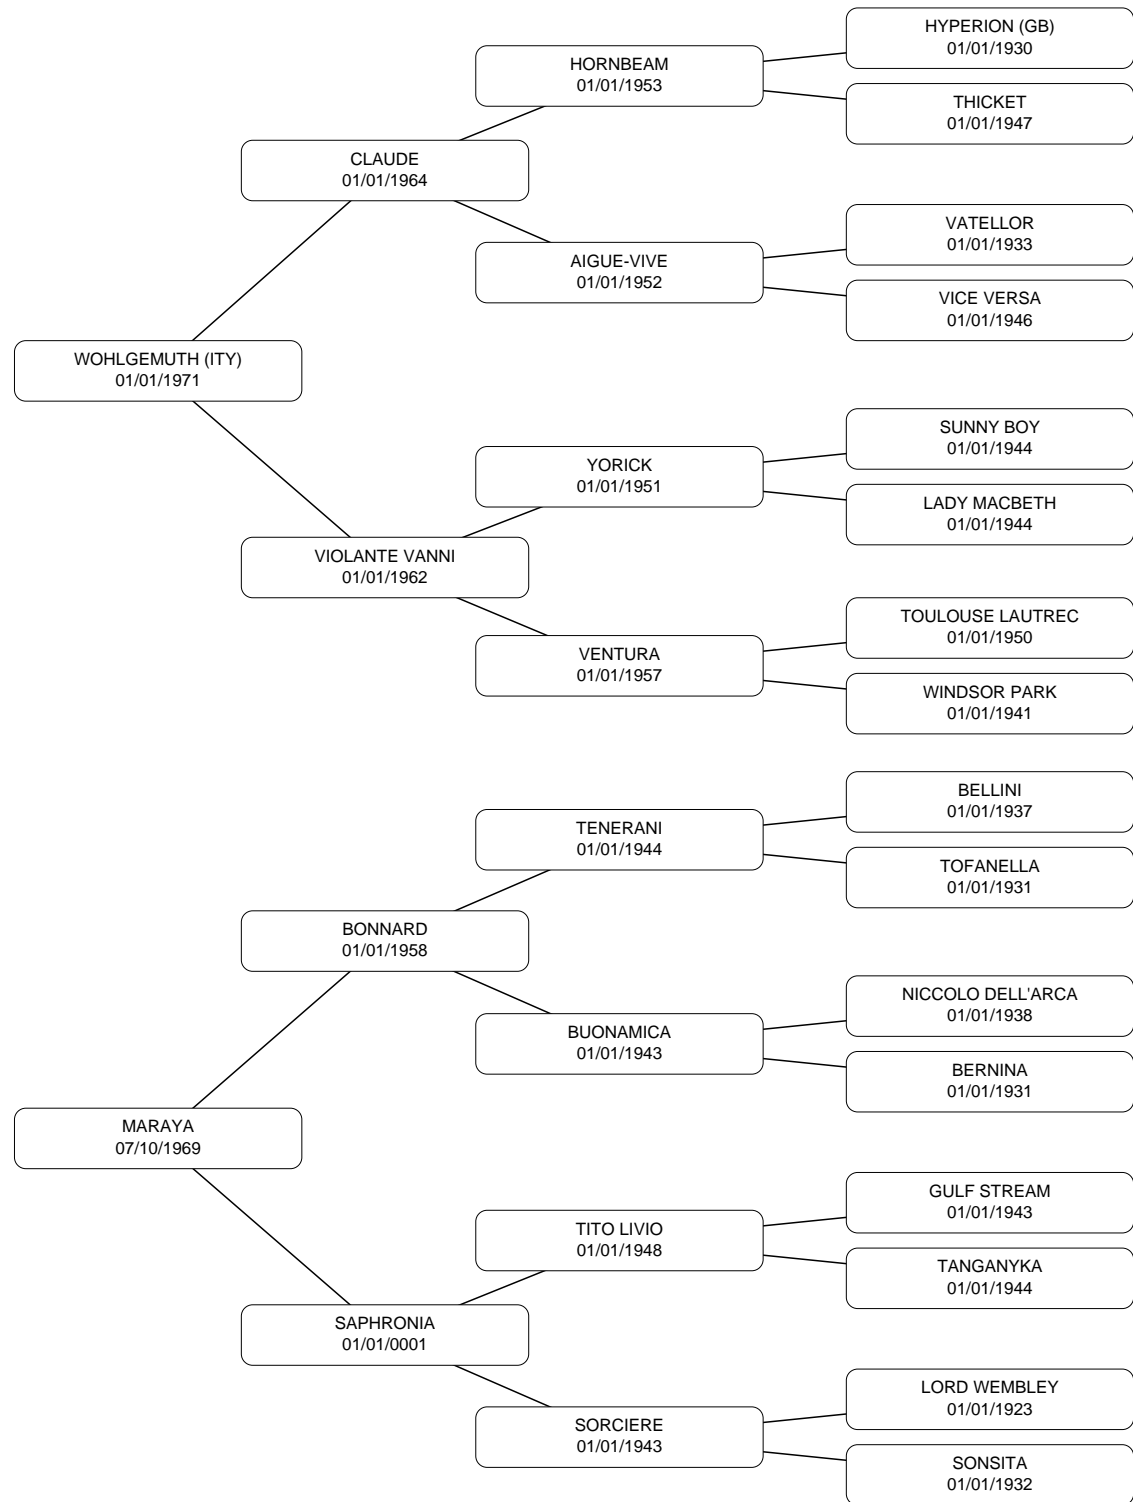 HYPERION (GB)
01/01/1930
HORNBEAM
01/01/1953
THICKET
01/01/1947
CLAUDE
01/01/1964
VATELLOR
01/01/1933
AIGUE-VIVE
01/01/1952
VICE VERSA
01/01/1946
WOHLGEMUTH (ITY)
01/01/1971
SUNNY BOY
01/01/1944
YORICK
01/01/1951
LADY MACBETH
01/01/1944
VIOLANTE VANNI
01/01/1962
TOULOUSE LAUTREC
01/01/1950
VENTURA
01/01/1957
WINDSOR PARK
01/01/1941
BELLINI
01/01/1937
TENERANI
01/01/1944
TOFANELLA
01/01/1931
BONNARD
01/01/1958
NICCOLO DELL'ARCA
01/01/1938
BUONAMICA
01/01/1943
BERNINA
01/01/1931
MARAYA
07/10/1969
GULF STREAM
01/01/1943
TITO LIVIO
01/01/1948
TANGANYKA
01/01/1944
SAPHRONIA
01/01/0001
LORD WEMBLEY
01/01/1923
SORCIERE
01/01/1943
SONSITA
01/01/1932